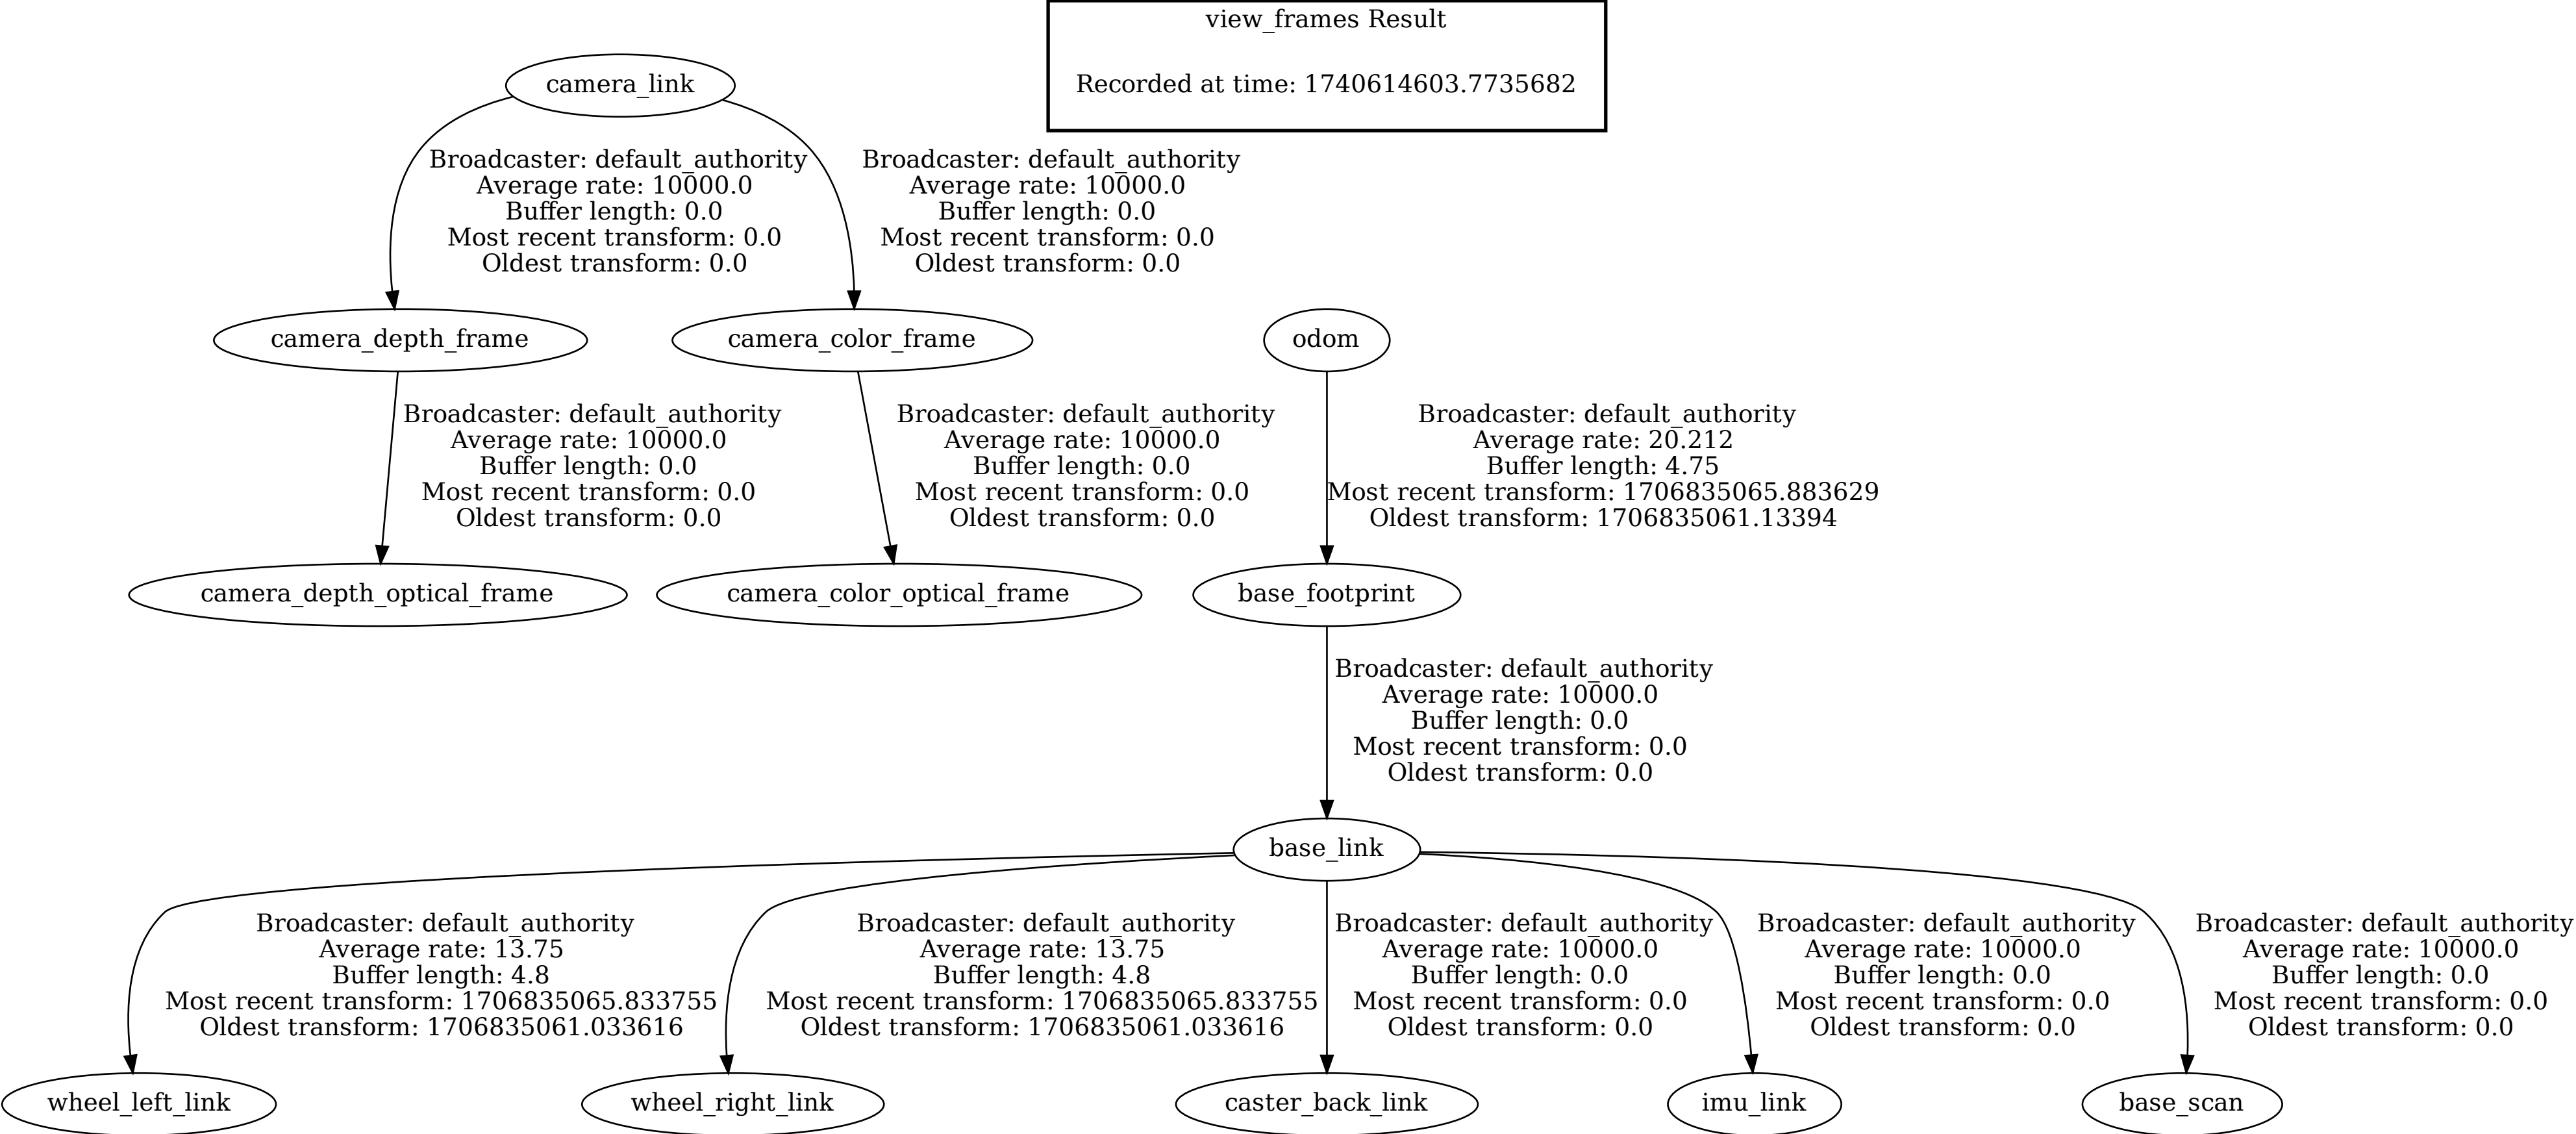 view_frames Result
Recorded at time: 1740614603.7735682
camera_link
Broadcaster: default_authority
Average rate: 10000.0
Buffer length: 0.0
Most recent transform: 0.0
Oldest transform: 0.0
Broadcaster: default_authority
Average rate: 10000.0
Buffer length: 0.0
Most recent transform: 0.0
Oldest transform: 0.0
camera_depth_frame
camera_color_frame
odom
Broadcaster: default_authority
Average rate: 10000.0
Buffer length: 0.0
Most recent transform: 0.0
Oldest transform: 0.0
Broadcaster: default_authority
Average rate: 10000.0
Buffer length: 0.0
Most recent transform: 0.0
Oldest transform: 0.0
Broadcaster: default_authority
Average rate: 20.212
Buffer length: 4.75
Most recent transform: 1706835065.883629
Oldest transform: 1706835061.13394
camera_depth_optical_frame
camera_color_optical_frame
base_footprint
Broadcaster: default_authority
Average rate: 10000.0
Buffer length: 0.0
Most recent transform: 0.0
Oldest transform: 0.0
base_link
Broadcaster: default_authority
Average rate: 13.75
Buffer length: 4.8
Most recent transform: 1706835065.833755
Oldest transform: 1706835061.033616
Broadcaster: default_authority
Average rate: 13.75
Buffer length: 4.8
Most recent transform: 1706835065.833755
Oldest transform: 1706835061.033616
Broadcaster: default_authority
Average rate: 10000.0
Buffer length: 0.0
Most recent transform: 0.0
Oldest transform: 0.0
Broadcaster: default_authority
Average rate: 10000.0
Buffer length: 0.0
Most recent transform: 0.0
Oldest transform: 0.0
Broadcaster: default_authority
Average rate: 10000.0
Buffer length: 0.0
Most recent transform: 0.0
Oldest transform: 0.0
wheel_left_link
wheel_right_link
caster_back_link
imu_link
base_scan